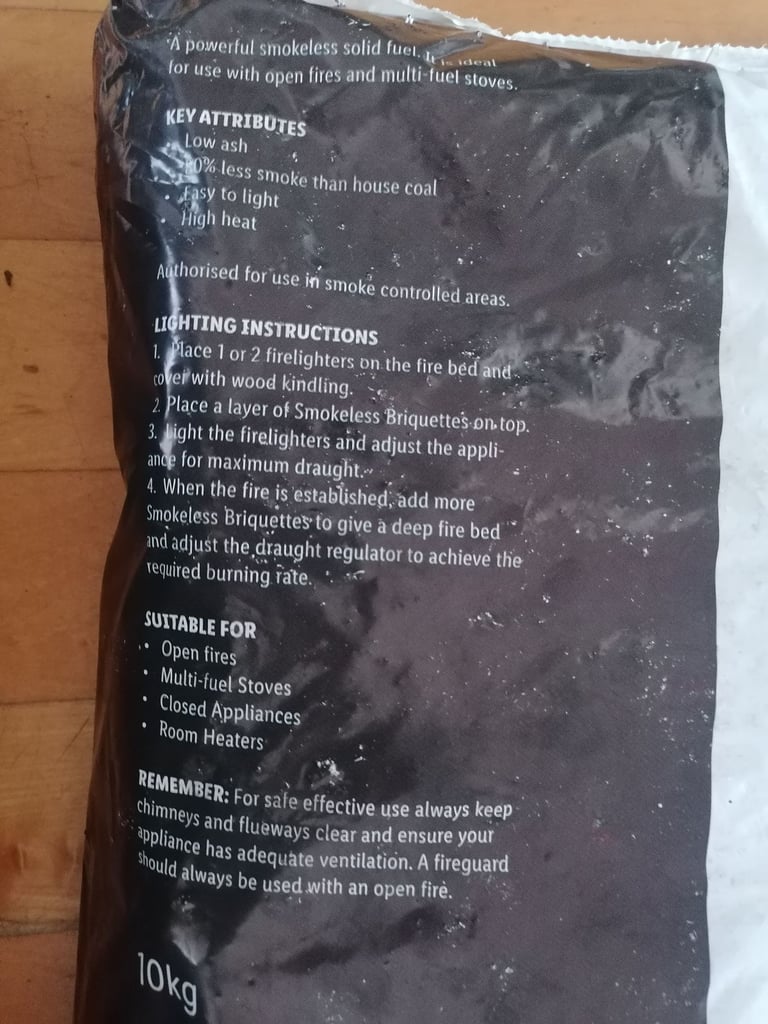 A powerful smokeless solid fuel. It is ideal
for use with open fires and multi-fuel stoves.
KEY ATTRIBUTES
Low ash
% less smoke than house coal
• Easy to light
• High heat
Authorised for use in smoke controlled areas.
LIGHTING INSTRUCTIONS
1. Place 1 or 2 firelighters on the fire bed and
cover with wood kindling.
2. Place a layer of Smokeless Briquettes on top.
3. Light the firelighters and adjust the appli-
ance for maximum draught.
4. When the fire is established, add more
Smokeless Briquettes to give a deep fire bed
and adjust the draught regulator to achieve the
required burning rate.
SUITABLE FOR
• Open fires
• Multi-fuel Stoves
• Closed Appliances
• Room Heaters
REMEMBER: For safe effective use always keep
chimneys and flueways clear and ensure your
appliance has adequate ventilation. A fireguard
should always be used with an open fire.
10kg